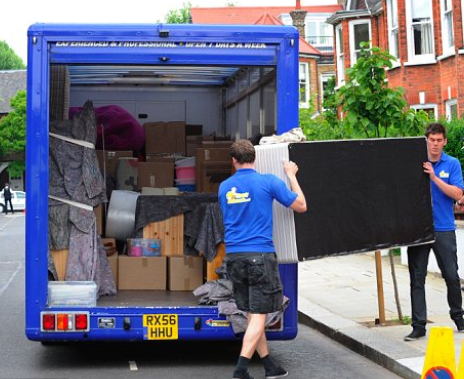 EXPERIENCED & PROFESSIONAL * OPEN 7 DAYS A WEEK
RX56
HHU